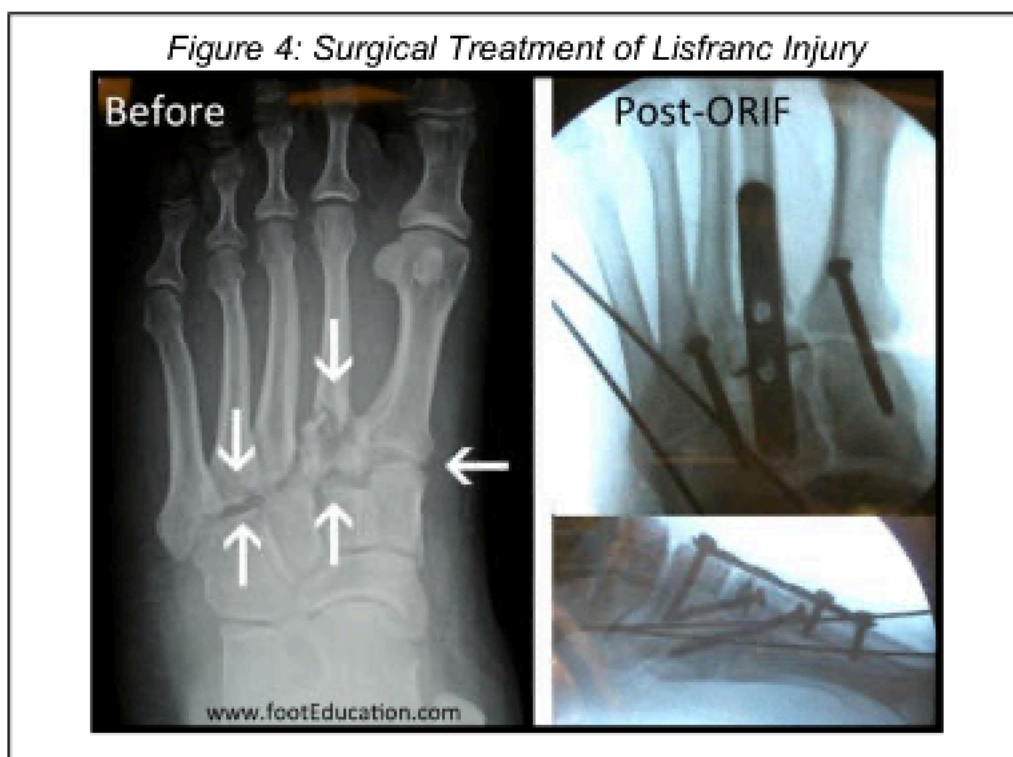 Figure 4: Surgical Treatment of Lisfranc Injury
Before
Post-ORIF
www.footEducation.com